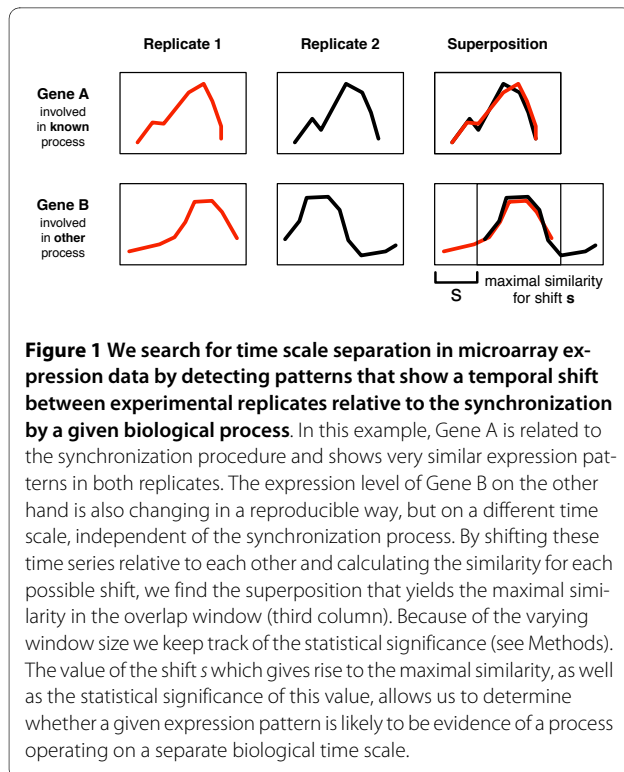 Replicate 1 Replicate 2 Superposition
Gene A
involved
in known
process
Gene B
involved
in other
process
S
maximal similarity
for shift s
Figure 1 We search for time scale separation in microarray ex-
pression data by detecting patterns that show a temporal shift
between experimental replicates relative to the synchronization
by a given biological process. In this example, Gene A is related to
the synchronization procedure and shows very similar expression pat-
terns in both replicates. The expression level of Gene B on the other
hand is also changing in a reproducible way, but on a different time
scale, independent of the synchronization process. By shifting these
time series relative to each other and calculating the similarity for each
possible shift, we find the superposition that yields the maximal simi-
larity in the overlap window (third column). Because of the varying
window size we keep track of the statistical significance (see Methods).
The value of the shift s which gives rise to the maximal similarity, as well
as the statistical significance of this value, allows us to determine
whether a given expression pattern is likely to be evidence of a process
operating on a separate biological time scale.